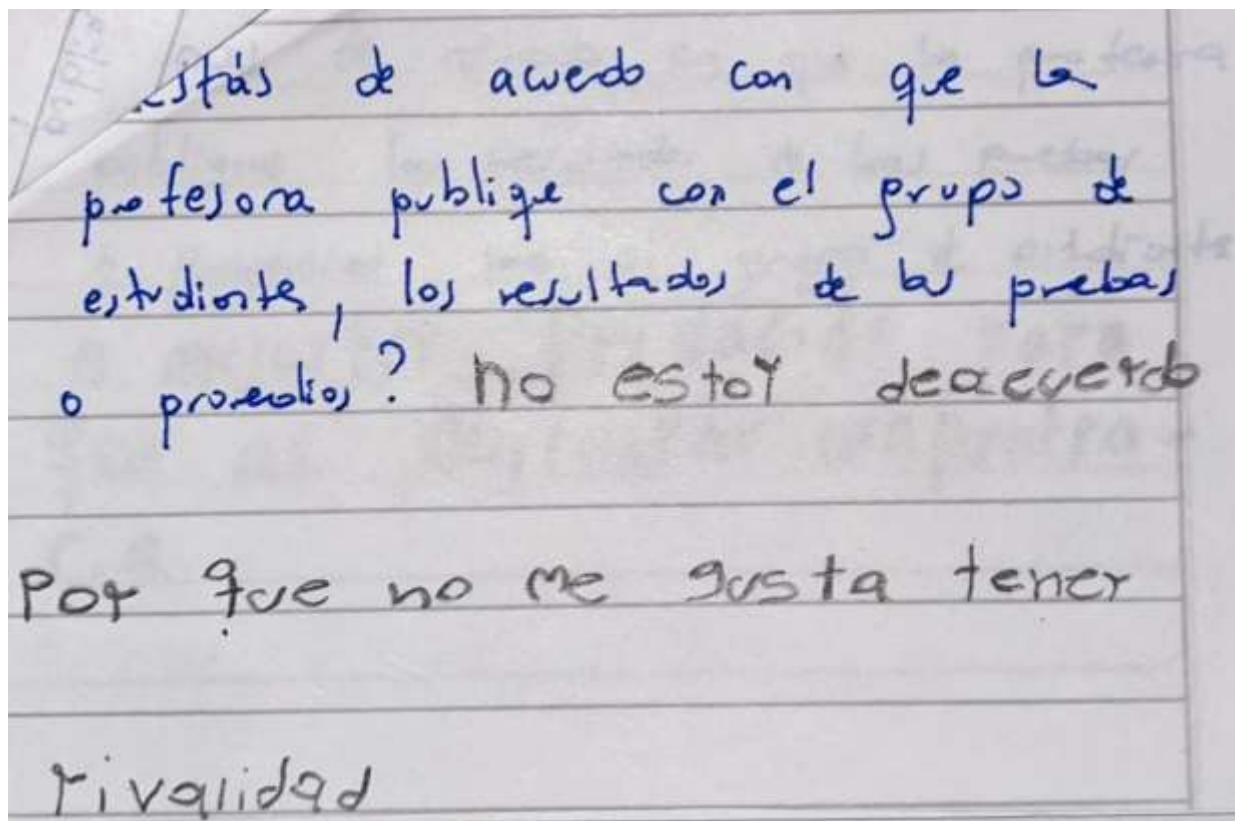 estás de acuerdo con que la
profesora publique con el grupo de
estudiantes, los resultados de las pruebas
o promedios? no estoy deacuerdo
Por que no me gusta tener
rivalidad